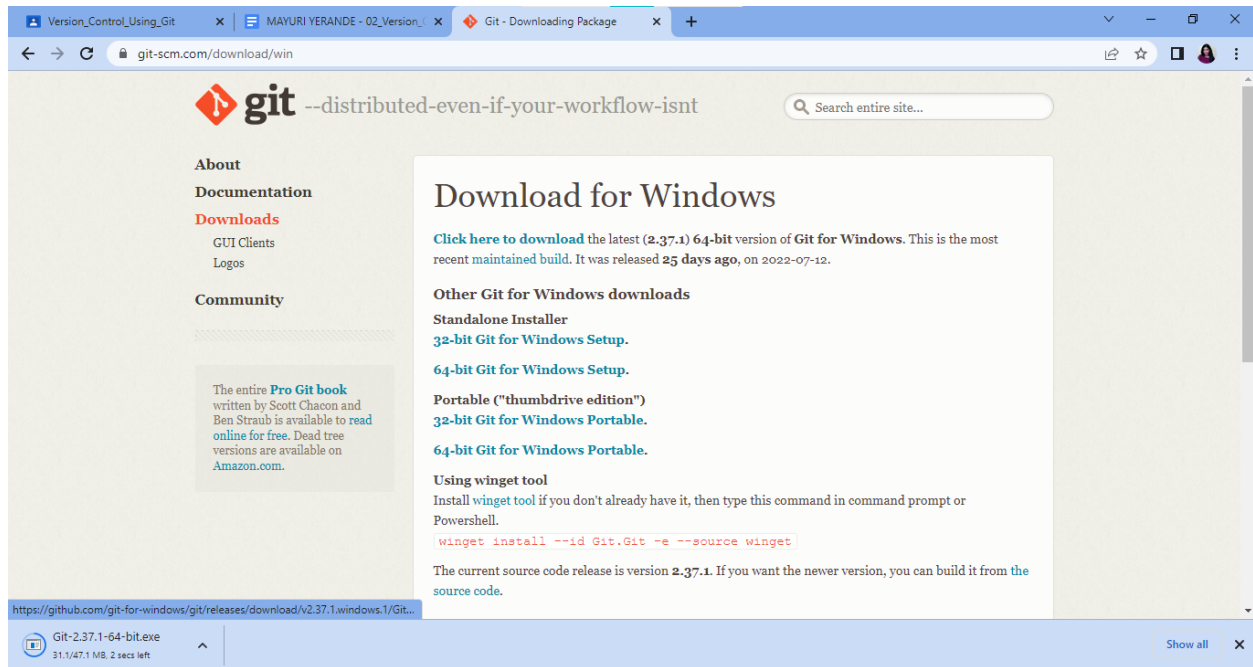 Version_Control_Using_Git
MAYURI YERANDE - 02_Version_
Git - Downloading Package
git-scm.com/download/win
git --distributed-even-if-your-workflow-isnt
Search entire site...
About
Documentation
Downloads
GUI Clients
Logos
Community
The entire Pro Git book
written by Scott Chacon and
Ben Straub is available to read
online for free. Dead tree
versions are available on
Amazon.com.
Download for Windows
Click here to download the latest (2.37.1) 64-bit version of Git for Windows. This is the most
recent maintained build. It was released 25 days ago, on 2022-07-12.
Other Git for Windows downloads
Standalone Installer
32-bit Git for Windows Setup.
64-bit Git for Windows Setup.
Portable ("thumbdrive edition")
32-bit Git for Windows Portable.
64-bit Git for Windows Portable.
Using winget tool
Install winget tool if you don't already have it, then type this command in command prompt or
Powershell.
winget install --id Git.Git -e --source winget
The current source code release is version 2.37.1. If you want the newer version, you can build it from the
source code.
https://github.com/git-for-windows/git/releases/download/v2.37.1.windows.1/Git...
Git-2.37.1-64-bit.exe
31.1/47.1 MB, 2 secs left
Show all